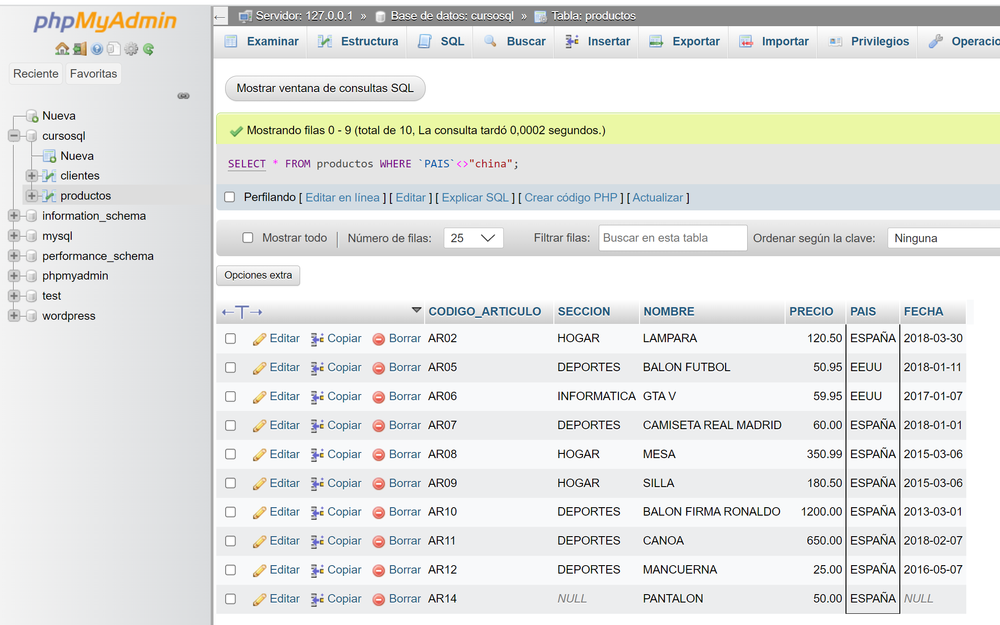 phpMyAdmin
Reciente Favoritas
Nueva
cursosql
Nueva
clientes
productos
information_schema
mysql
performance_schema
phpmyadmin
test
wordpress
Servidor: 127.0.0.1 » Base de datos: cursosql » Tabla: productos
Examinar Estructura SQL Buscar Insertar Exportar Importar Privilegios Operacio
Mostrar ventana de consultas SQL
Mostrando filas 0 - 9 (total de 10, La consulta tardó 0,0002 segundos.)
SELECT * FROM productos WHERE `PAIS`<>"china";
Perfilando [ Editar en línea ] [ Editar ] [ Explicar SQL ] [ Crear código PHP ] [ Actualizar ]
Mostrar todo Número de filas: 25 Filtrar filas: Buscar en esta tabla Ordenar según la clave: Ninguna
Opciones extra
←T→ CODIGO_ARTICULO SECCION NOMBRE PRECIO PAIS FECHA
Editar Copiar Borrar AR02 HOGAR LAMPARA 120.50 ESPAÑA 2018-03-30
Editar Copiar Borrar AR05 DEPORTES BALON FUTBOL 50.95 EEUU 2018-01-11
Editar Copiar Borrar AR06 INFORMATICA GTA V 59.95 EEUU 2017-01-07
Editar Copiar Borrar AR07 DEPORTES CAMISETA REAL MADRID 60.00 ESPAÑA 2018-01-01
Editar Copiar Borrar AR08 HOGAR MESA 350.99 ESPAÑA 2015-03-06
Editar Copiar Borrar AR09 HOGAR SILLA 180.50 ESPAÑA 2015-03-06
Editar Copiar Borrar AR10 DEPORTES BALON FIRMA RONALDO 1200.00 ESPAÑA 2013-03-01
Editar Copiar Borrar AR11 DEPORTES CANOA 650.00 ESPAÑA 2018-02-07
Editar Copiar Borrar AR12 DEPORTES MANCUERNA 25.00 ESPAÑA 2016-05-07
Editar Copiar Borrar AR14 NULL PANTALON 50.00 ESPAÑA NULL